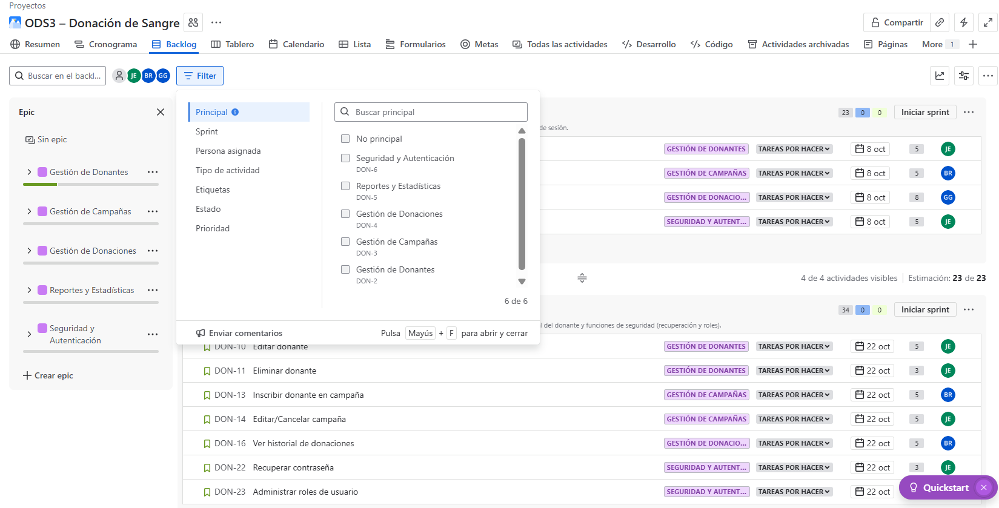 Proyectos
ODS3 – Donación de Sangre
Compartir
Resumen Cronograma Backlog Tablero Calendario Lista Formularios Metas Todas las actividades Desarrollo Código Actividades archivadas Páginas More 1
Buscar en el backl... JE BR GG Filter
Epic
Sin epic
Gestión de Donantes
Gestión de Campañas
Gestión de Donaciones
Reportes y Estadísticas
Seguridad y
Autenticación
Crear epic
Principal
Sprint
Persona asignada
Tipo de actividad
Etiquetas
Estado
Prioridad
Buscar principal
No principal
Seguridad y Autenticación
DON-6
Reportes y Estadísticas
DON-5
Gestión de Donaciones
DON-4
Gestión de Campañas
DON-3
Gestión de Donantes
DON-2
6 de 6
Enviar comentarios
Pulsa Mayús + F para abrir y cerrar
23 0 0 Iniciar sprint
de sesión.
GESTIÓN DE DONANTES TAREAS POR HACER 8 oct 5 JE
GESTIÓN DE CAMPAÑAS TAREAS POR HACER 8 oct 5 BR
GESTIÓN DE DONACIO... TAREAS POR HACER 8 oct 8 GG
SEGURIDAD Y AUTENT... TAREAS POR HACER 8 oct 5 JE
4 de 4 actividades visibles Estimación: 23 de 23
34 0 0 Iniciar sprint
del donante y funciones de seguridad (recuperación y roles).
DON-10 Editar donante GESTIÓN DE DONANTES TAREAS POR HACER 22 oct 5 JE
DON-11 Eliminar donante GESTIÓN DE DONANTES TAREAS POR HACER 22 oct 3 JE
DON-13 Inscribir donante en campaña GESTIÓN DE CAMPAÑAS TAREAS POR HACER 22 oct 5 BR
DON-14 Editar/Cancelar campaña GESTIÓN DE CAMPAÑAS TAREAS POR HACER 22 oct 5 JE
DON-16 Ver historial de donaciones GESTIÓN DE DONACIO... TAREAS POR HACER 22 oct 5 BR
DON-22 Recuperar contraseña SEGURIDAD Y AUTENT... TAREAS POR HACER 22 oct 3 JE
DON-23 Administrar roles de usuario SEGURIDAD Y AUTENT... TAREAS POR HACER 22 oct
Quickstart